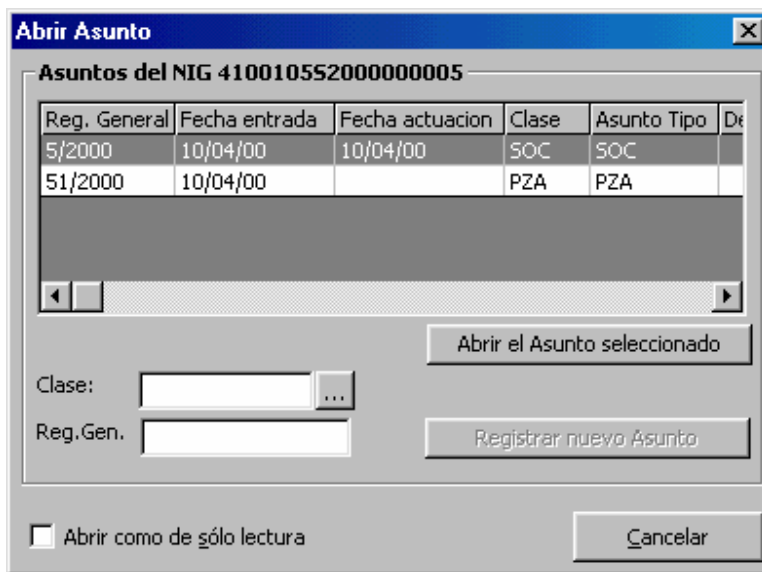 Abrir Asunto
Asuntos del NIG 4100105S2000000005
Reg. General Fecha entrada Fecha actuacion Clase Asunto Tipo De
5/2000 10/04/00 10/04/00 SOC SOC
51/2000 10/04/00 PZA PZA
Abrir el Asunto seleccionado
Clase: ...
Reg.Gen. Registrar nuevo Asunto
Abrir como de sólo lectura Cancelar